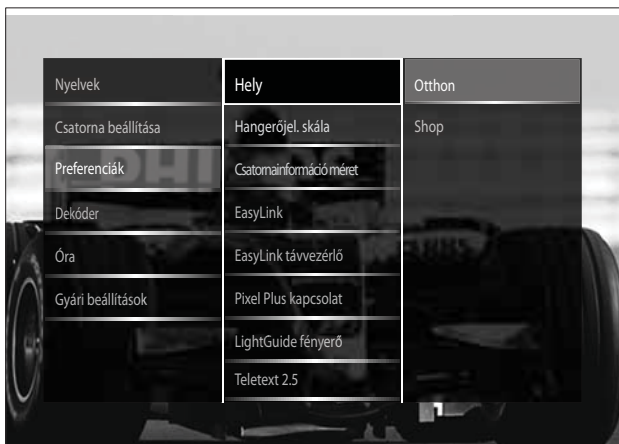 Nyelvek
Csatorna beállítása
Preferenciák
Dekóder
Óra
Gyári beállítások
Hely
Hangerőjel. skála
Csatornainformáció méret
EasyLink
EasyLink távvezérlő
Pixel Plus kapcsolat
LightGuide fényerő
Teletext 2.5
Otthon
Shop